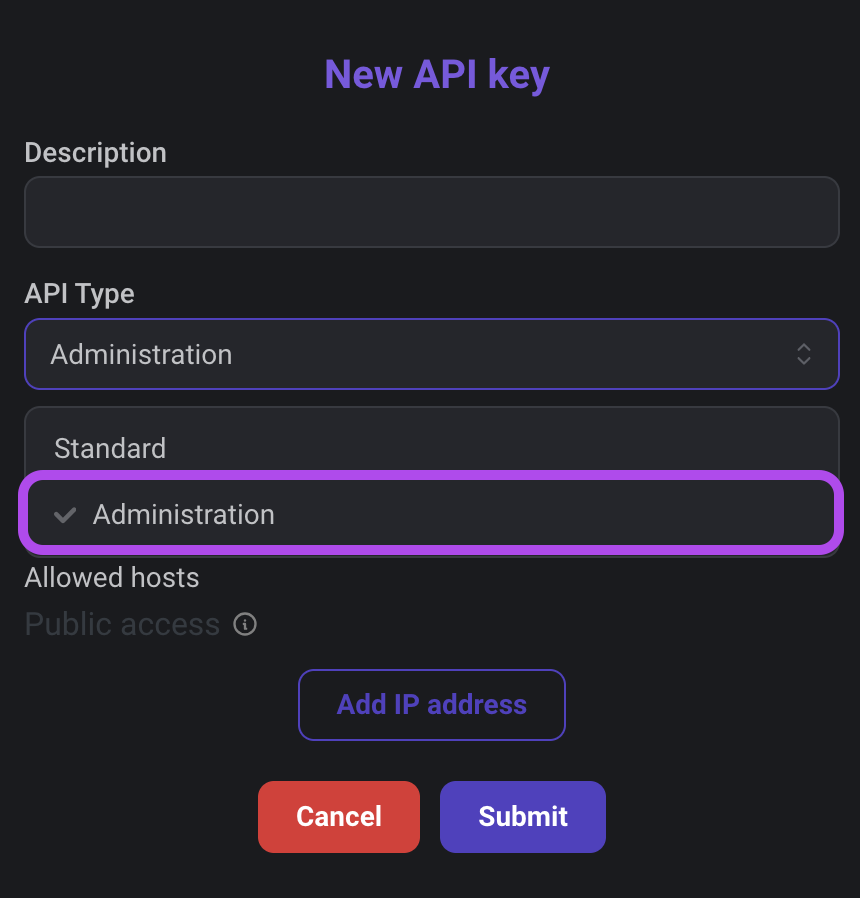 New API key
Description
API Type
Administration
Standard
Administration
Allowed hosts
Public access
Add IP address
Cancel Submit